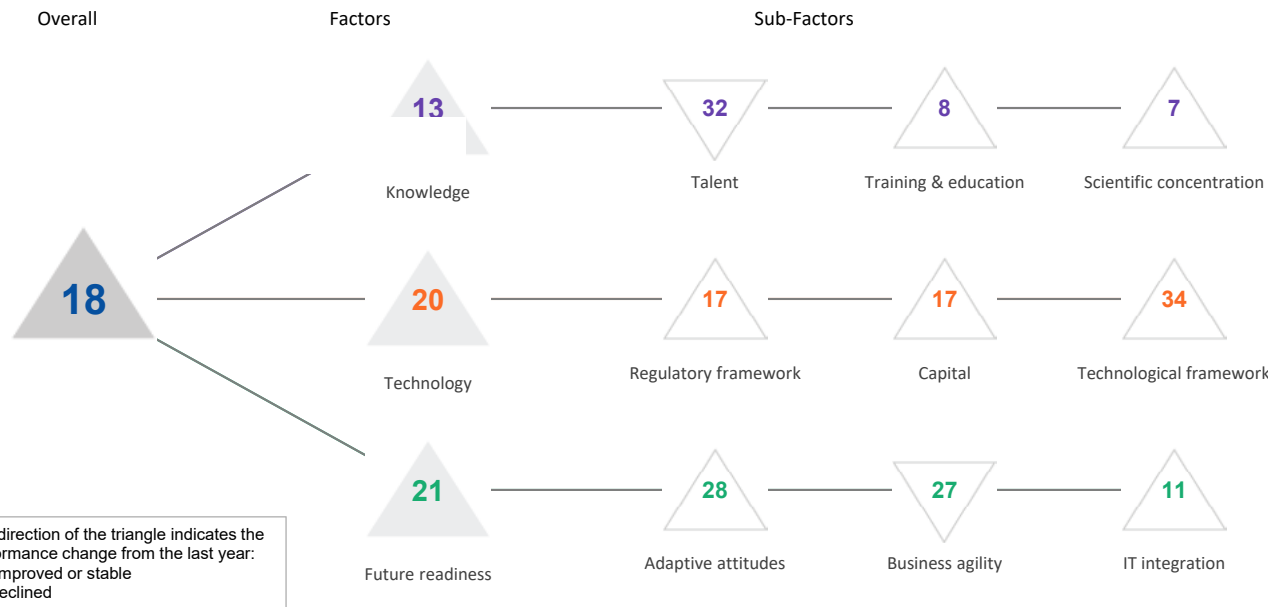 Overall
Factors
Sub-Factors
13
32
8
7
Knowledge
Talent
Training & education
Scientific concentration
18
20
17
17
34
Technology
Regulatory framework
Capital
Technological framework
21
28
27
11
Future readiness
Adaptive attitudes
Business agility
IT integration
direction of the triangle indicates the
ormance change from the last year:
mproved or stable
eclined